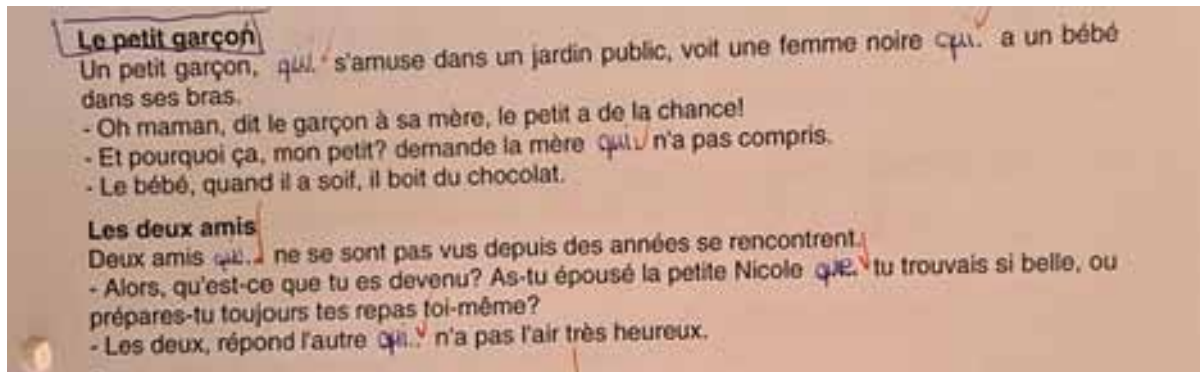 Le petit garçon
Un petit garçon, qui s'amuse dans un jardin public, voit une femme noire qui a un bébé
dans ses bras.
- Oh maman, dit le garçon à sa mère, le petit a de la chance!
- Et pourquoi ça, mon petit? demande la mère qui n'a pas compris.
- Le bébé, quand il a soif, il boit du chocolat.
Les deux amis
Deux amis qui ne se sont pas vus depuis des années se rencontrent.
- Alors, qu'est-ce que tu es devenu? As-tu épousé la petite Nicole que tu trouvais si belle, ou
prépares-tu toujours tes repas toi-même?
- Les deux, répond l'autre qui n'a pas l'air très heureux.